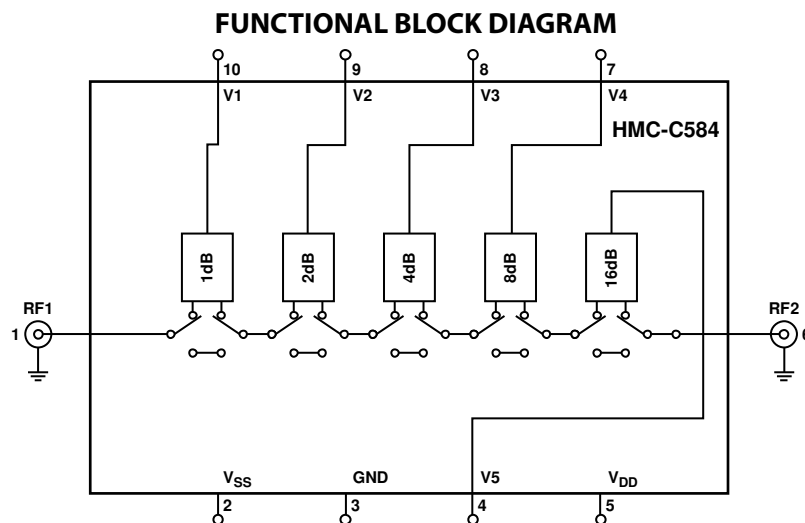 FUNCTIONAL BLOCK DIAGRAM
10 9 8 7
V1 V2 V3 V4
HMC-C584
1dB 2dB 4dB 8dB 16dB
RF1 RF2
1 6
VSS GND V5 VDD
2 3 4 5